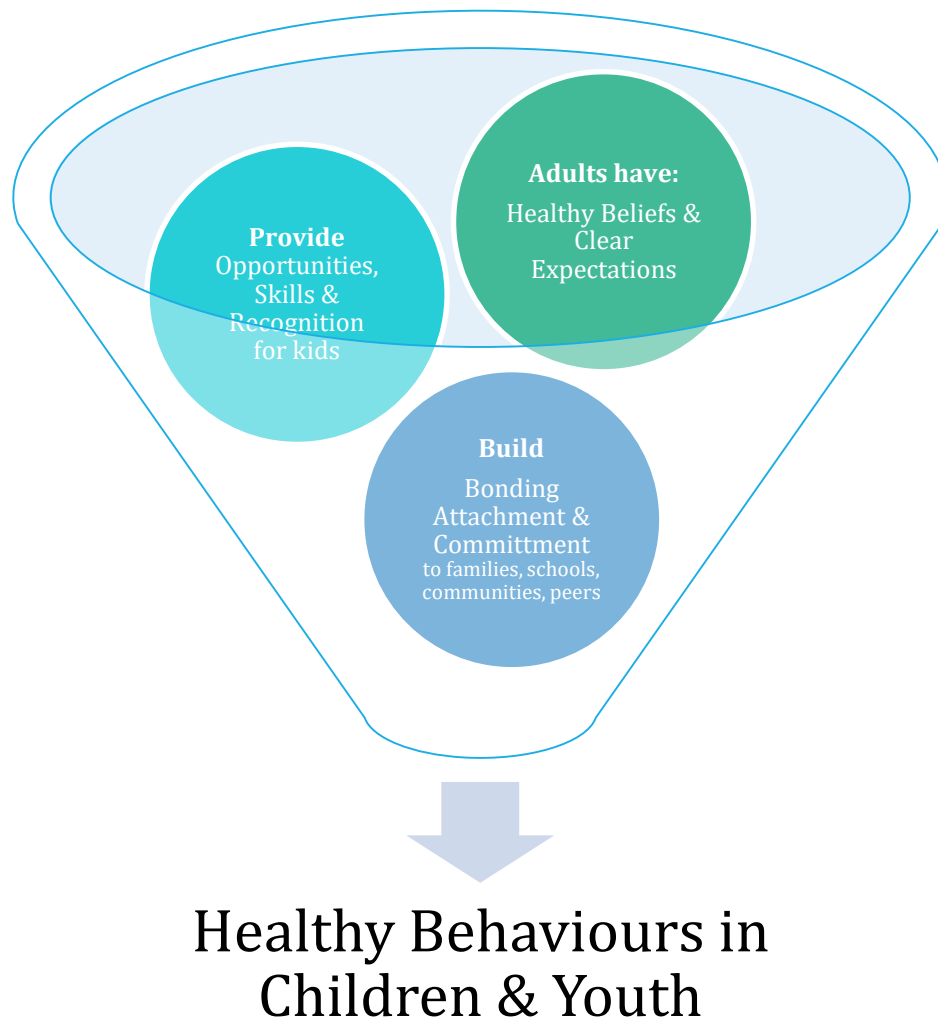 Adults have:
Healthy Beliefs &
Clear
Expectations
Provide
Opportunities,
Skills &
Recognition
for kids
Build
Bonding
Attachment &
Committment
to families, schools,
communities, peers
Healthy Behaviours in
Children & Youth